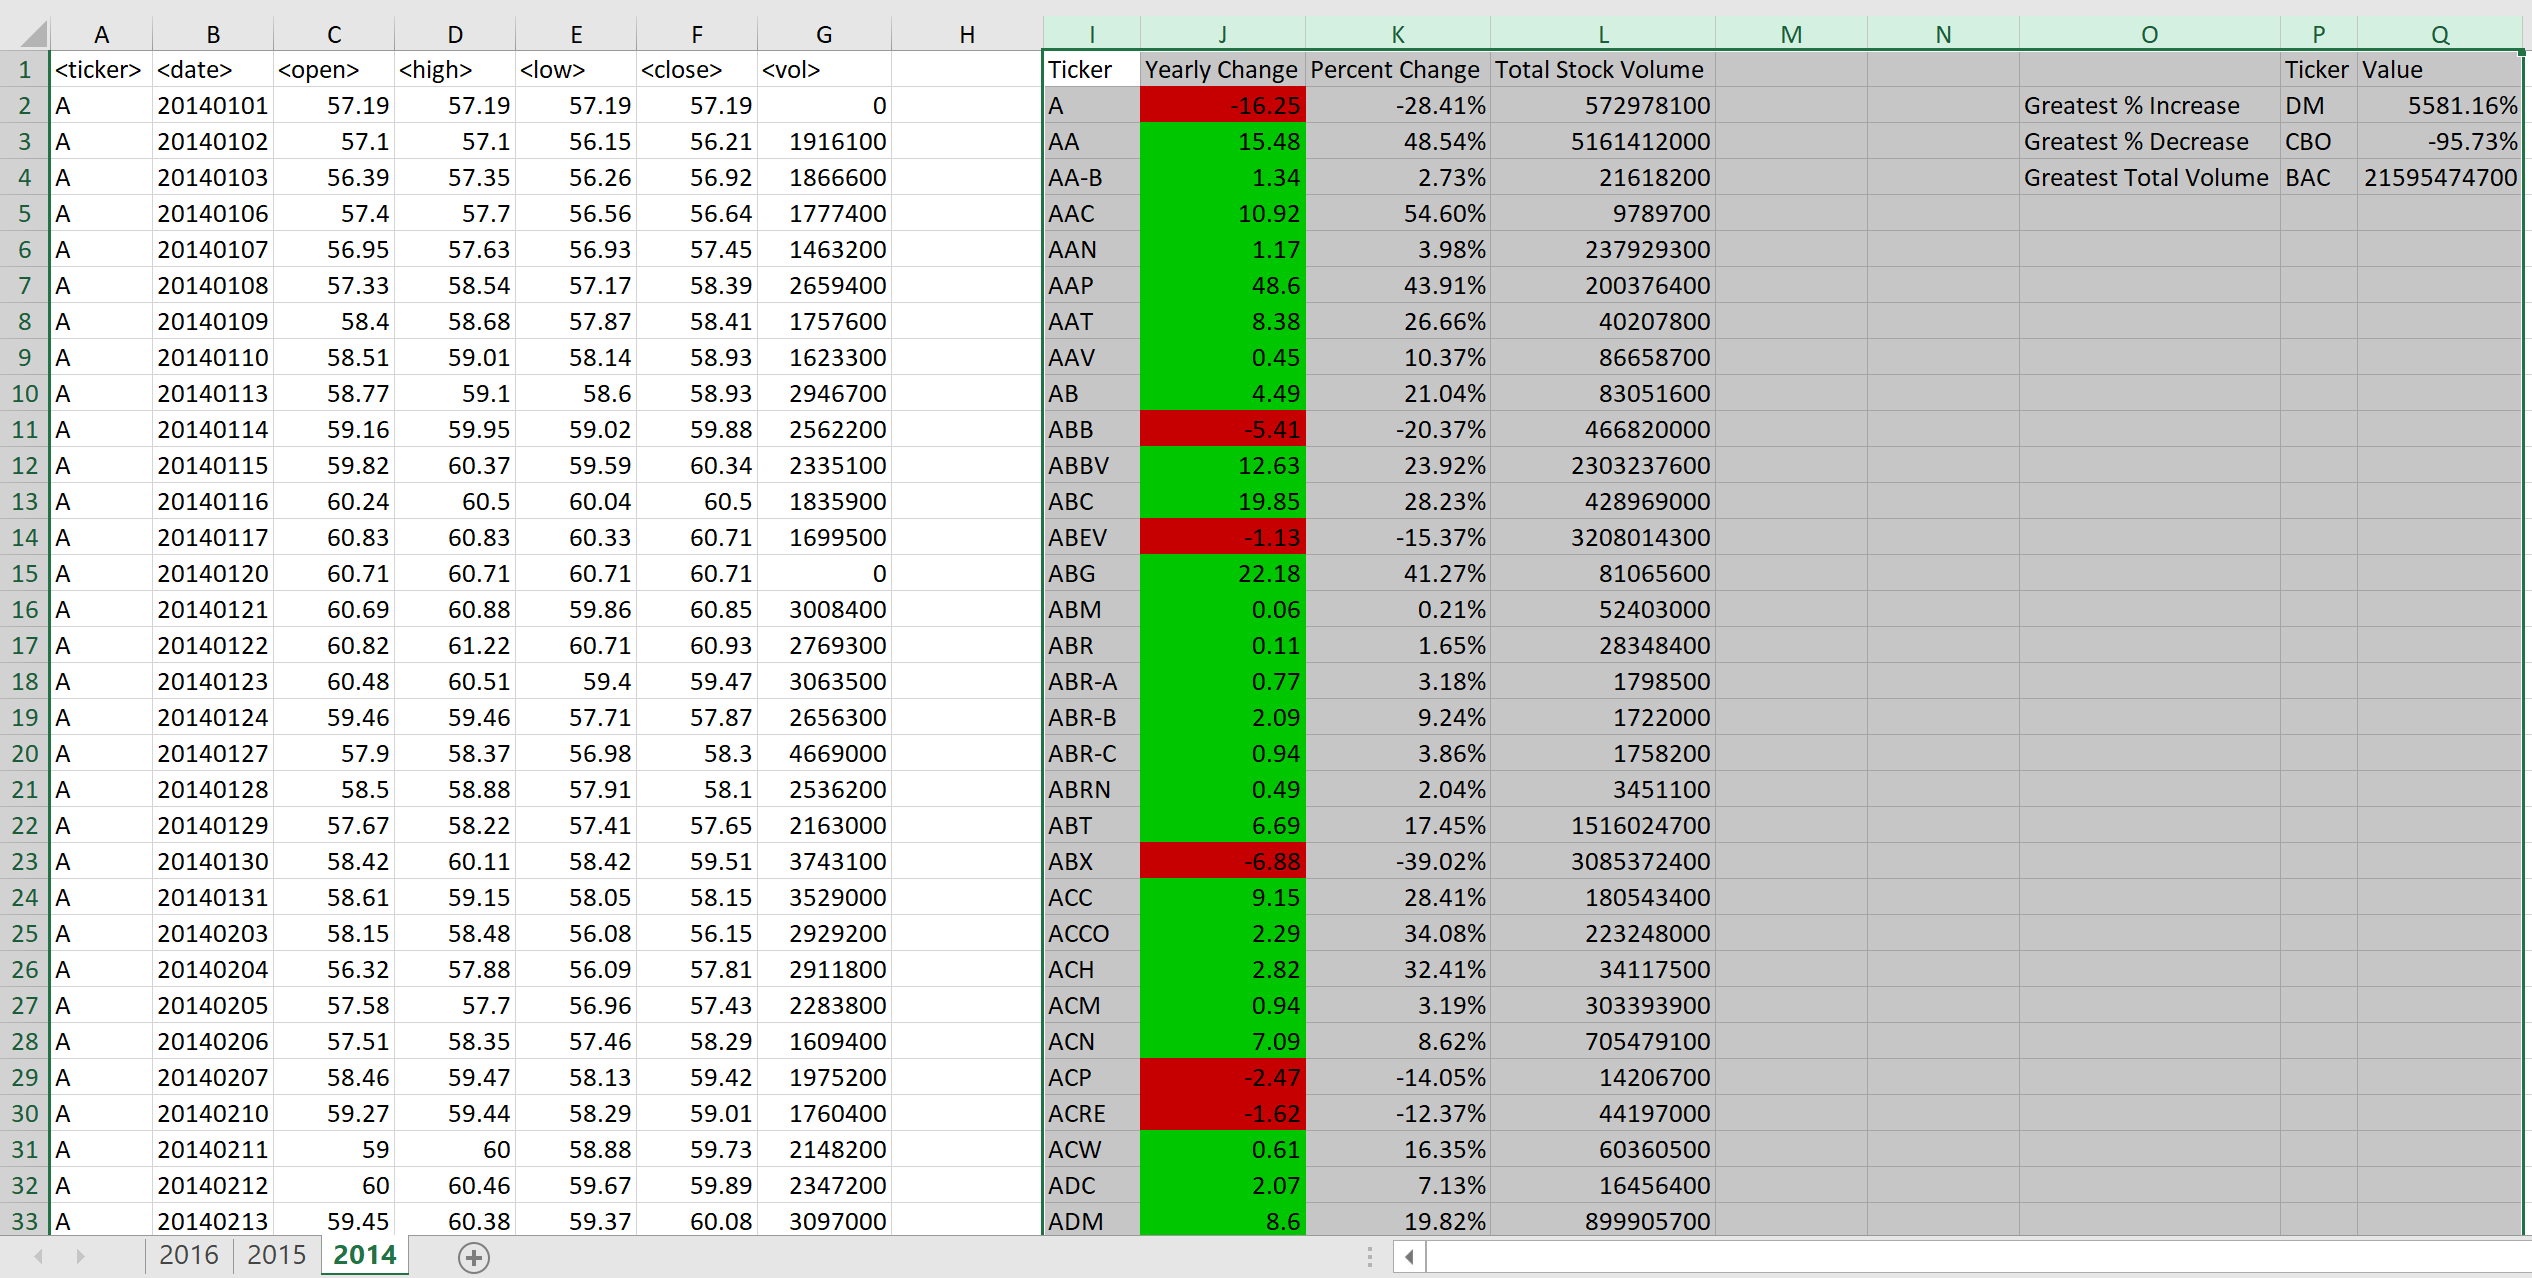 A B C D E F G H I J K L M N O P Q
1 <ticker> <date> <open> <high> <low> <close> <vol> Ticker Yearly Change Percent Change Total Stock Volume Ticker Value
2 A 20140101 57.19 57.19 57.19 57.19 0 A -16.25 -28.41% 572978100 Greatest % Increase DM 5581.16%
3 A 20140102 57.1 57.1 56.15 56.21 1916100 AA 15.48 48.54% 5161412000 Greatest % Decrease CBO -95.73%
4 A 20140103 56.39 57.35 56.26 56.92 1866600 AA-B 1.34 2.73% 21618200 Greatest Total Volume BAC 21595474700
5 A 20140106 57.4 57.7 56.56 56.64 1777400 AAC 10.92 54.60% 9789700
6 A 20140107 56.95 57.63 56.93 57.45 1463200 AAN 1.17 3.98% 237929300
7 A 20140108 57.33 58.54 57.17 58.39 2659400 AAP 48.6 43.91% 200376400
8 A 20140109 58.4 58.68 57.87 58.41 1757600 AAT 8.38 26.66% 40207800
9 A 20140110 58.51 59.01 58.14 58.93 1623300 AAV 0.45 10.37% 86658700
10 A 20140113 58.77 59.1 58.6 58.93 2946700 AB 4.49 21.04% 83051600
11 A 20140114 59.16 59.95 59.02 59.88 2562200 ABB -5.41 -20.37% 466820000
12 A 20140115 59.82 60.37 59.59 60.34 2335100 ABBV 12.63 23.92% 2303237600
13 A 20140116 60.24 60.5 60.04 60.5 1835900 ABC 19.85 28.23% 428969000
14 A 20140117 60.83 60.83 60.33 60.71 1699500 ABEV -1.13 -15.37% 3208014300
15 A 20140120 60.71 60.71 60.71 60.71 0 ABG 22.18 41.27% 81065600
16 A 20140121 60.69 60.88 59.86 60.85 3008400 ABM 0.06 0.21% 52403000
17 A 20140122 60.82 61.22 60.71 60.93 2769300 ABR 0.11 1.65% 28348400
18 A 20140123 60.48 60.51 59.4 59.47 3063500 ABR-A 0.77 3.18% 1798500
19 A 20140124 59.46 59.46 57.71 57.87 2656300 ABR-B 2.09 9.24% 1722000
20 A 20140127 57.9 58.37 56.98 58.3 4669000 ABR-C 0.94 3.86% 1758200
21 A 20140128 58.5 58.88 57.91 58.1 2536200 ABRN 0.49 2.04% 3451100
22 A 20140129 57.67 58.22 57.41 57.65 2163000 ABT 6.69 17.45% 1516024700
23 A 20140130 58.42 60.11 58.42 59.51 3743100 ABX -6.88 -39.02% 3085372400
24 A 20140131 58.61 59.15 58.05 58.15 3529000 ACC 9.15 28.41% 180543400
25 A 20140203 58.15 58.48 56.08 56.15 2929200 ACCO 2.29 34.08% 223248000
26 A 20140204 56.32 57.88 56.09 57.81 2911800 ACH 2.82 32.41% 34117500
27 A 20140205 57.58 57.7 56.96 57.43 2283800 ACM 0.94 3.19% 303393900
28 A 20140206 57.51 58.35 57.46 58.29 1609400 ACN 7.09 8.62% 705479100
29 A 20140207 58.46 59.47 58.13 59.42 1975200 ACP -2.47 -14.05% 14206700
30 A 20140210 59.27 59.44 58.29 59.01 1760400 ACRE -1.62 -12.37% 44197000
31 A 20140211 59 60 58.88 59.73 2148200 ACW 0.61 16.35% 60360500
32 A 20140212 60 60.46 59.67 59.89 2347200 ADC 2.07 7.13% 16456400
33 A 20140213 59.45 60.38 59.37 60.08 3097000 ADM 8.6 19.82% 899905700
2016 2015 2014